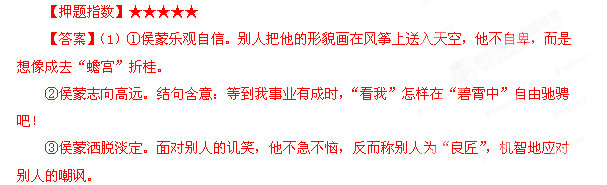 【押题指数】★★★★★
【答案】（1）①侯蒙乐观自信。别人把他的形貌画在风筝上送入天空，他不自卑，而是
想像成去“蟾宫”折桂。
②侯蒙志向高远。结句含意：等到我事业有成时，“看我”怎样在“碧霄中”自由驰骋
吧！
③侯蒙洒脱淡定。面对别人的讥笑，他不急不恼，反而称别人为“良匠”，机智地应对
别人的嘲讽。